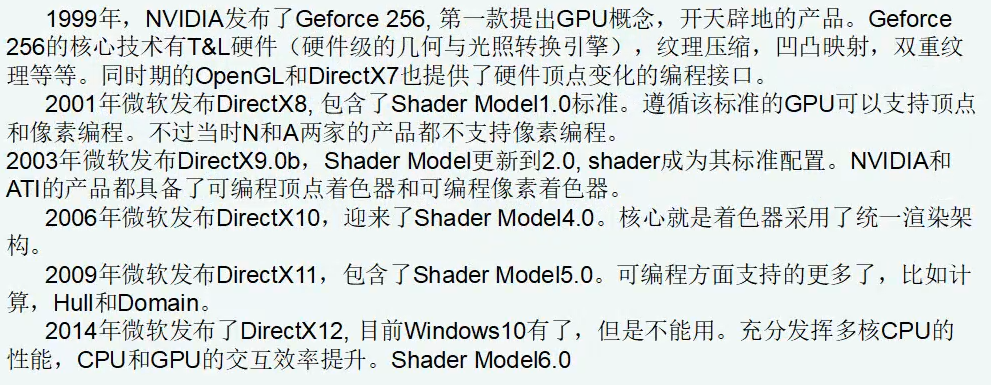 1999年，NVIDIA发布了Geforce 256, 第一款提出GPU概念，开天辟地的产品。Geforce
256的核心技术有T&L硬件（硬件级的几何与光照转换引擎），纹理压缩，凹凸映射，双重纹
理等等。同时期的OpenGL和DirectX7也提供了硬件顶点变化的编程接口。
2001年微软发布DirectX8, 包含了Shader Model1.0标准。遵循该标准的GPU可以支持顶点
和像素编程。不过当时N和A两家的产品都不支持像素编程。
2003年微软发布DirectX9.0b，Shader Model更新到2.0, shader成为其标准配置。NVIDIA和
ATI的产品都具备了可编程顶点着色器和可编程像素着色器。
2006年微软发布DirectX10，迎来了Shader Model4.0。核心就是着色器采用了统一渲染架
构。
2009年微软发布DirectX11，包含了Shader Model5.0。可编程方面支持的更多了，比如计
算，Hull和Domain。
2014年微软发布了DirectX12, 目前Windows10有了，但是不能用。充分发挥多核CPU的
性能，CPU和GPU的交互效率提升。Shader Model6.0